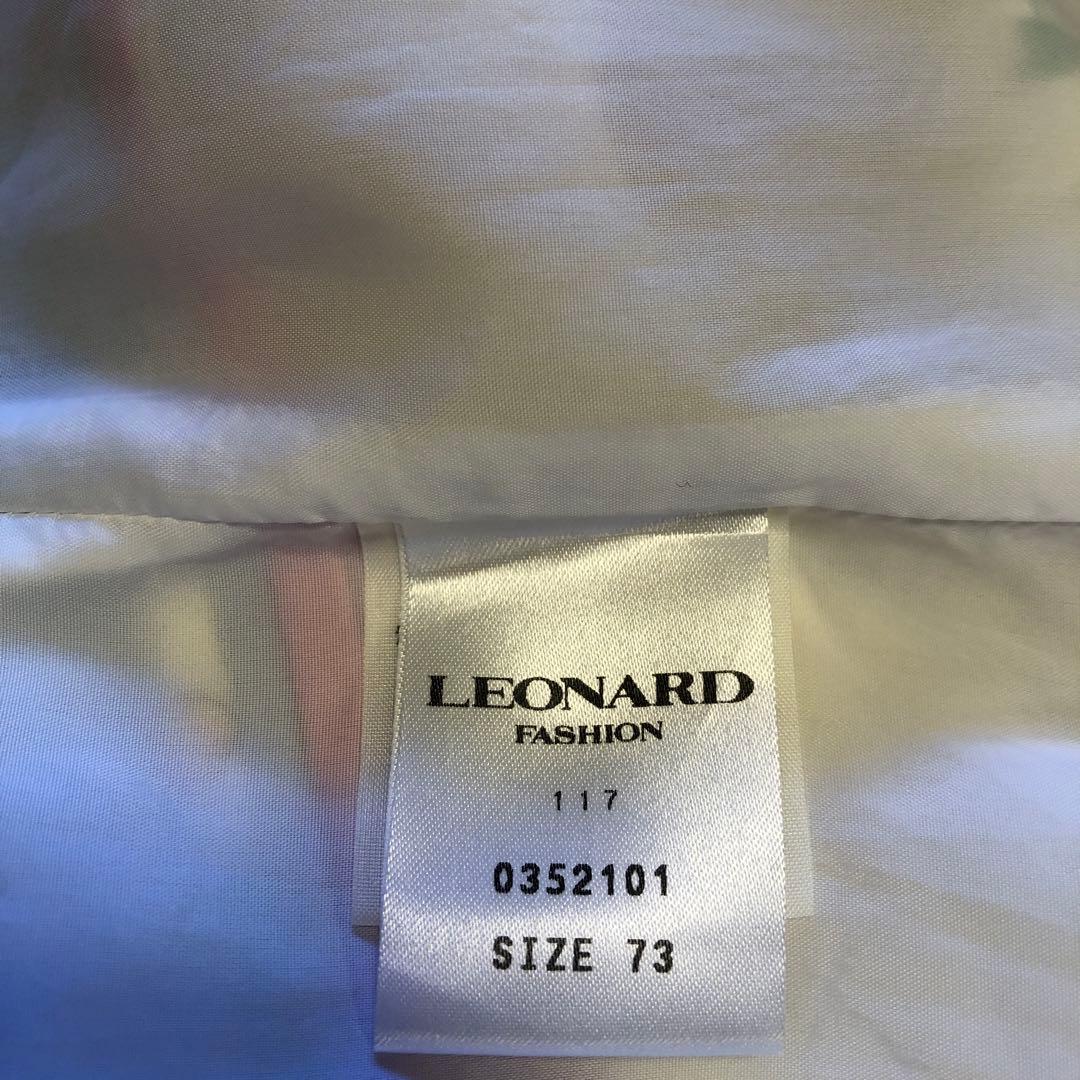 LEONARD
FASHION
117
0352101
SIZE 73